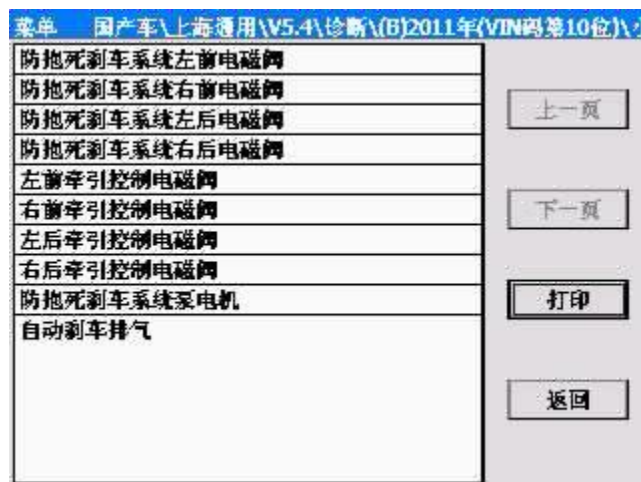 菜单 国产车\上海通用\V5.4\诊断\(B)2011年(VIN码第10位)\
防抱死刹车系统左前电磁阀
防抱死刹车系统右前电磁阀
防抱死刹车系统左后电磁阀
防抱死刹车系统右后电磁阀
左前牵引控制电磁阀
右前牵引控制电磁阀
左后牵引控制电磁阀
右后牵引控制电磁阀
防抱死刹车系统泵电机
自动刹车排气
上一页
下一页
打印
返回